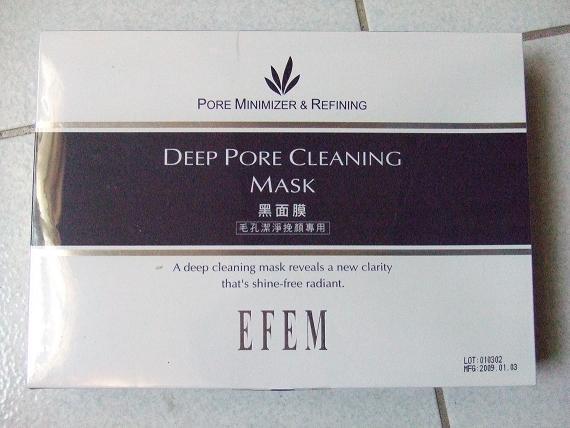 PORE MINIMIZER & REFINING
DEEP PORE CLEANING
MASK
黑面膜
毛孔潔淨挽顏專用
A deep cleaning mask reveals a new clarity
that's shine-free radiant.
EFEM
LOT:010302
MFG:2009.01.03